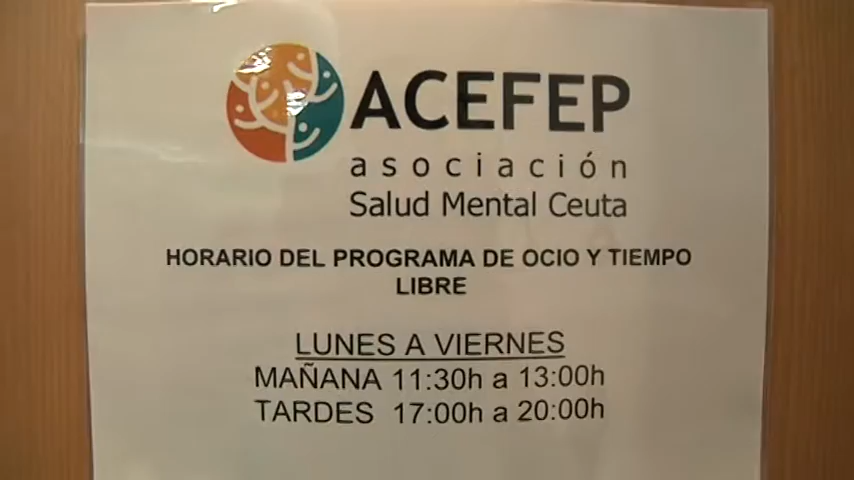 ACEFEP
asociación
Salud Mental Ceuta
HORARIO DEL PROGRAMA DE OCIO Y TIEMPO
LIBRE
LUNES A VIERNES
MAÑANA 11:30h a 13:00h
TARDES 17:00h a 20:00h